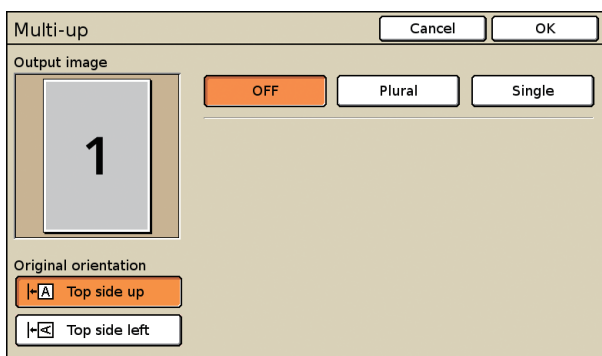 Multi-up
Cancel
OK
Output image
OFF
Plural
Single
1
Original orientation
A Top side up
A Top side left